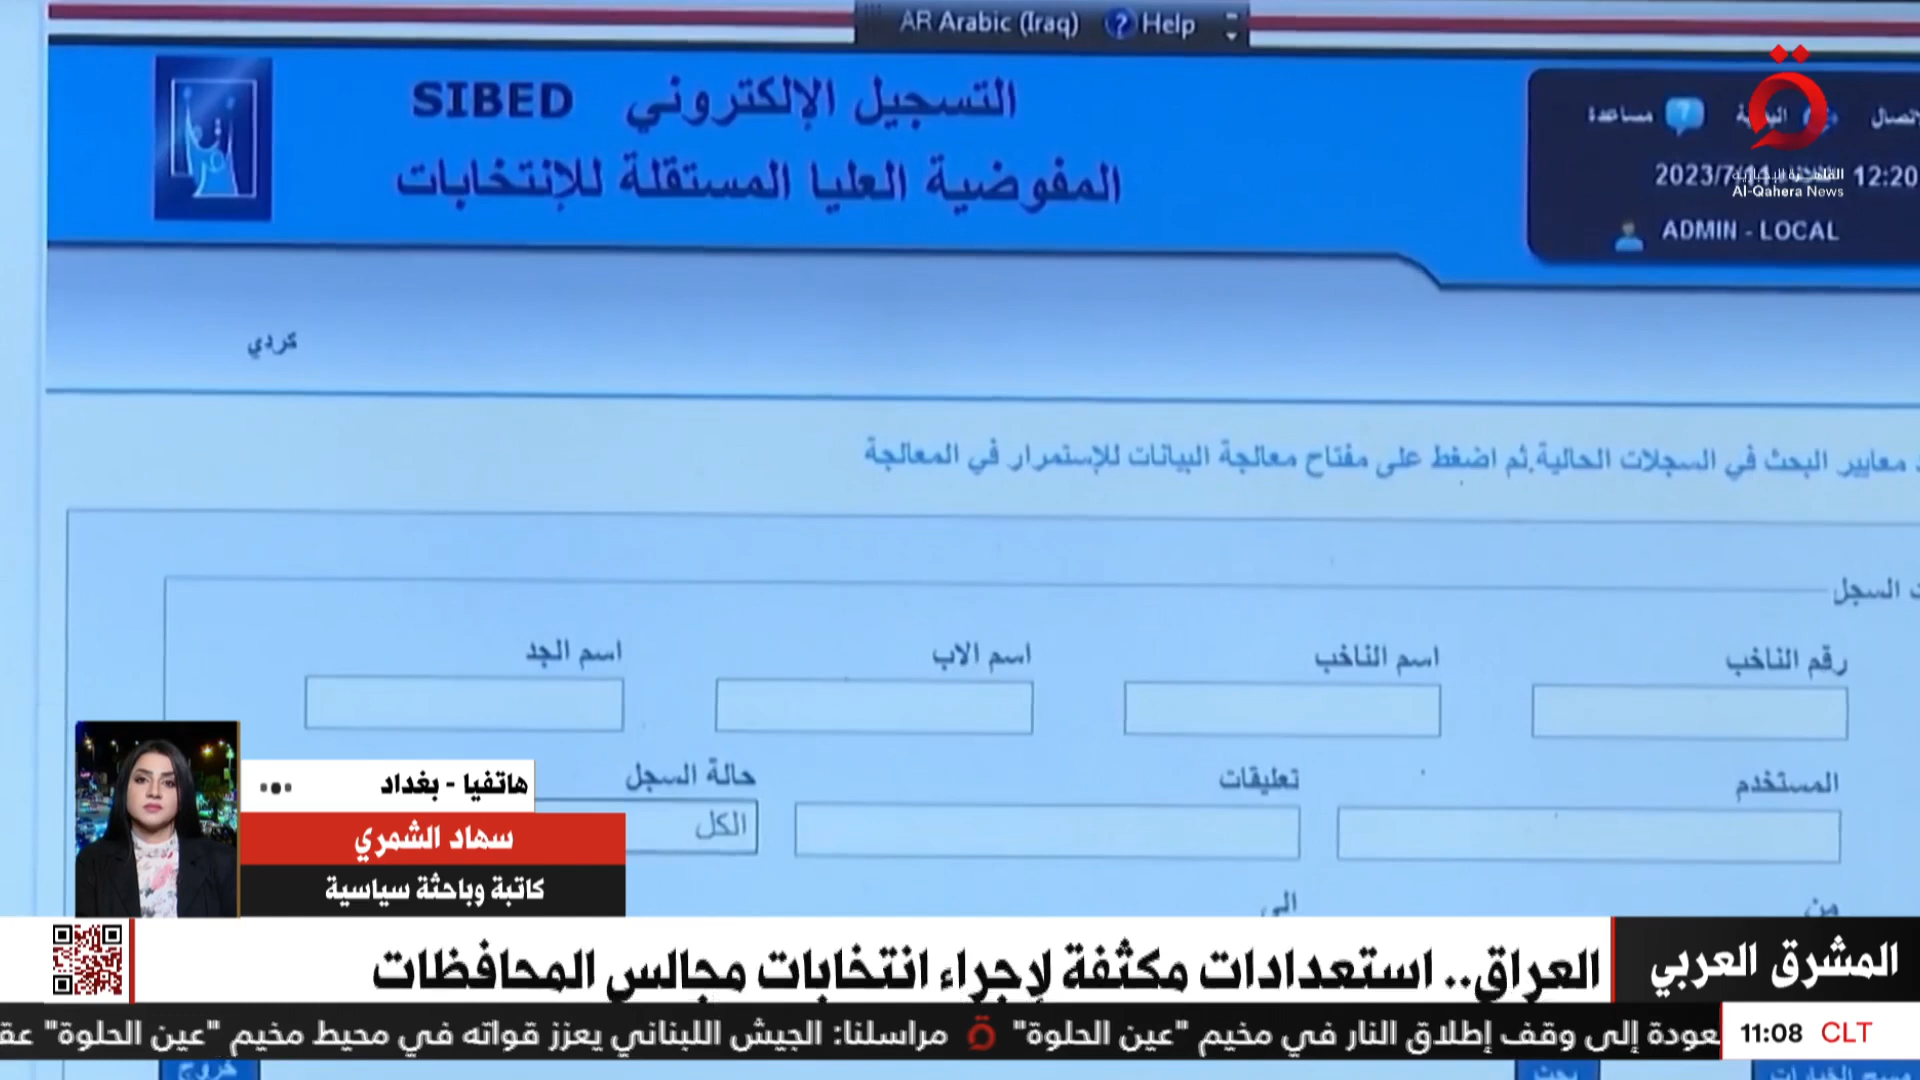 AR Arabic (Iraq) Help
التسجيل الإلكتروني SIBED
المفوضية العليا المستقلة للإنتخابات
مساعدة
2023/7/
12:20
القاهرة الإخبارية
Al-Qahera News
ADMIN - LOCAL
كردي
معايير البحث في السجلات الحالية,ثم اضغط على مفتاح معالجة البيانات للإستمرار في المعالجة
السجل
رقم الناخب
اسم الناخب
اسم الاب
اسم الجد
المستخدم
تعليقات
حالة السجل
الكل
من
الى
هاتفيا - بغداد
سهاد الشمري
كاتبة وباحثة سياسية
المشرق العربي
العراق.. استعدادات مكثفة لإجراء انتخابات مجالس المحافظات
إلى وقف إطلاق النار في مخيم "عين الحلوة" مراسلنا: الجيش اللبناني يعزز قواته في محيط مخيم "عين الحلوة"
11:08 CLT
بحث
خروج